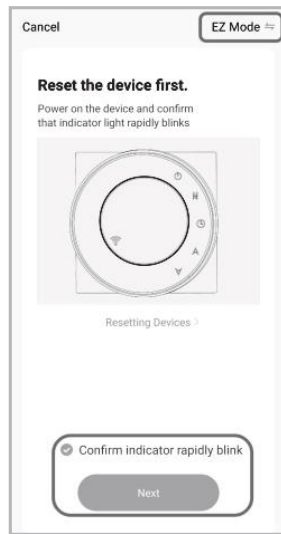 Cancel
EZ Mode
Reset the device first.
Power on the device and confirm
that indicator light rapidly blinks
Resetting Devices >
Confirm indicator rapidly blink
Next